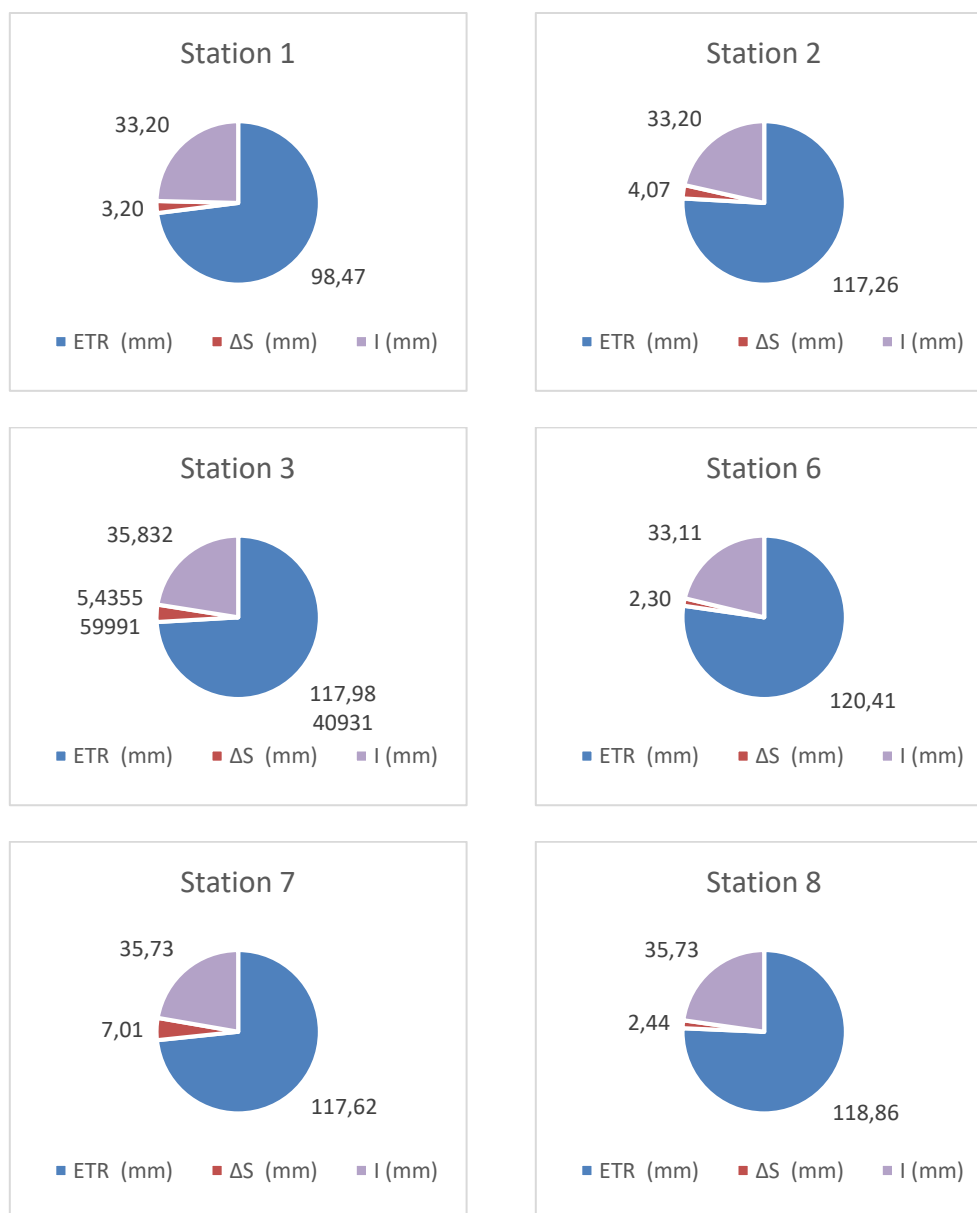 Station 1
33,20
3,20
98,47
ETR (mm) ΔS (mm) I (mm)
Station 2
33,20
4,07
117,26
ETR (mm) ΔS (mm) I (mm)
Station 3
35,832
5,4355
59991
117,98
40931
ETR (mm) ΔS (mm) I (mm)
Station 6
33,11
2,30
120,41
ETR (mm) ΔS (mm) I (mm)
Station 7
35,73
7,01
117,62
ETR (mm) ΔS (mm) I (mm)
Station 8
35,73
2,44
118,86
ETR (mm) ΔS (mm) I (mm)